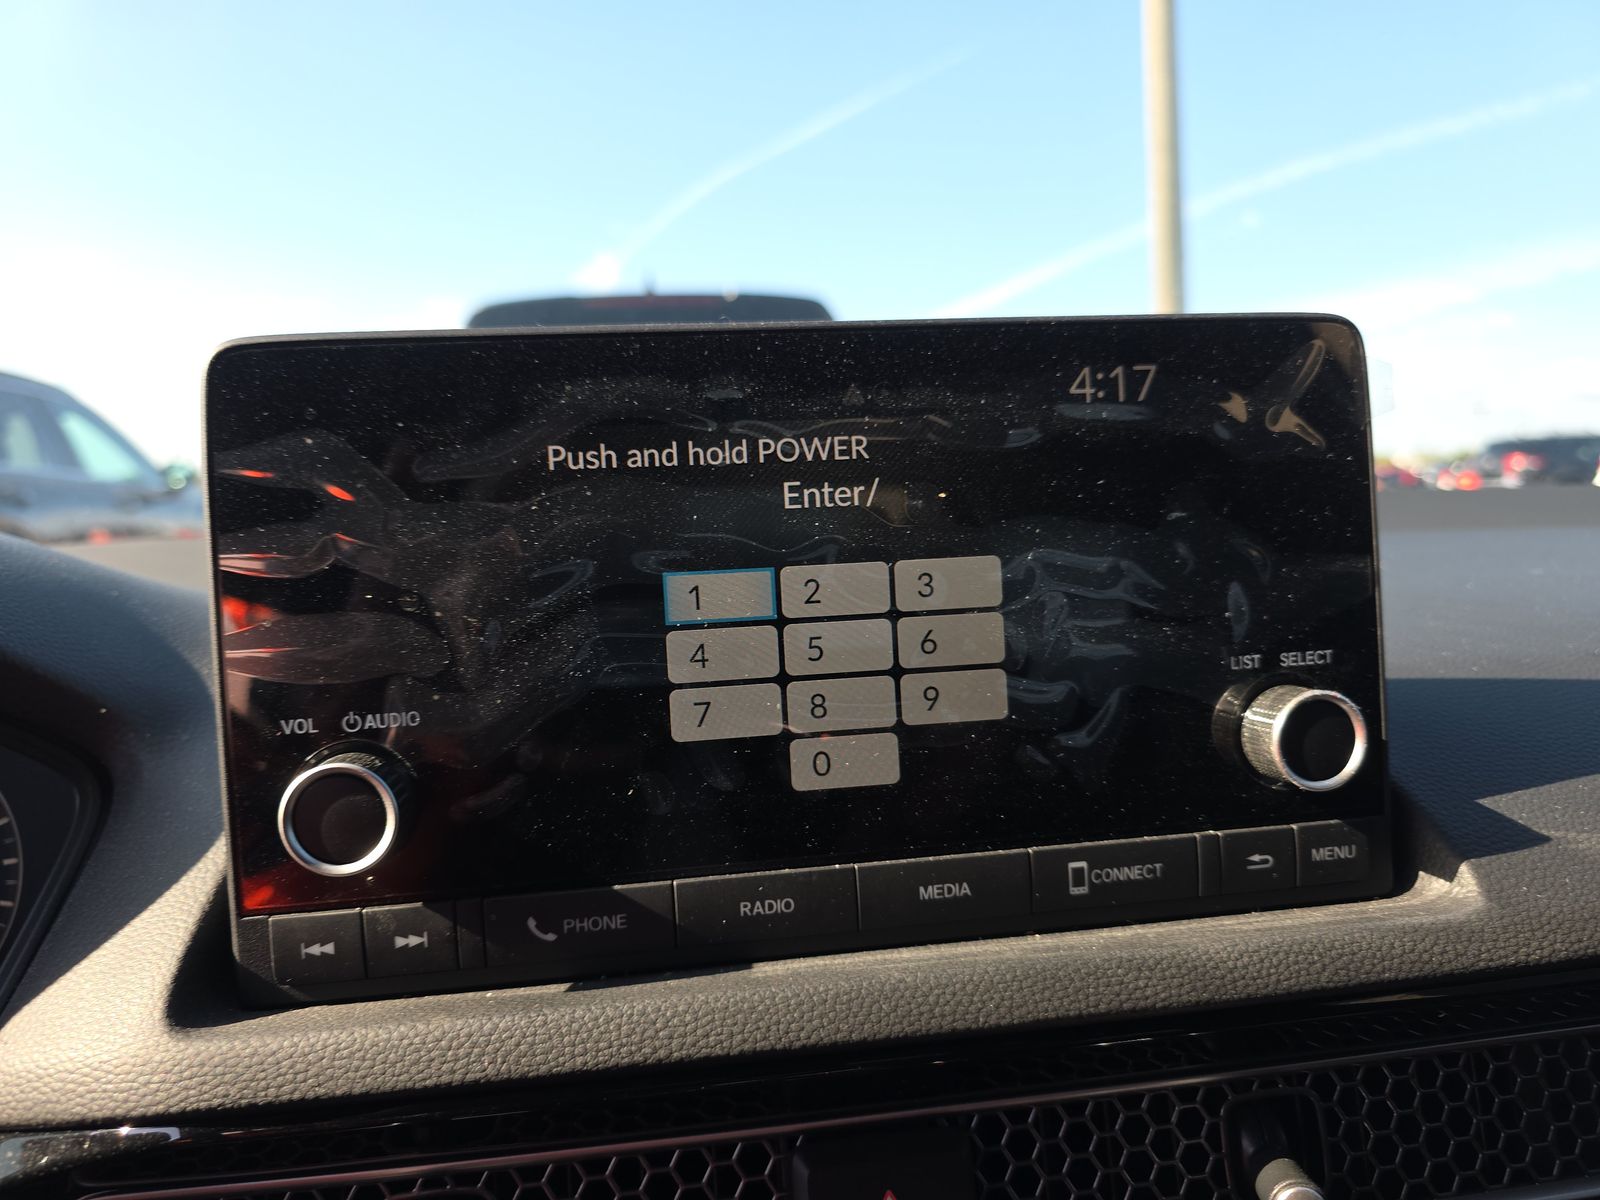 4:17
Push and hold POWER
Enter/
1 2 3
4 5 6
7 8 9
0
LIST SELECT
VOL AUDIO
PHONE RADIO MEDIA CONNECT MENU